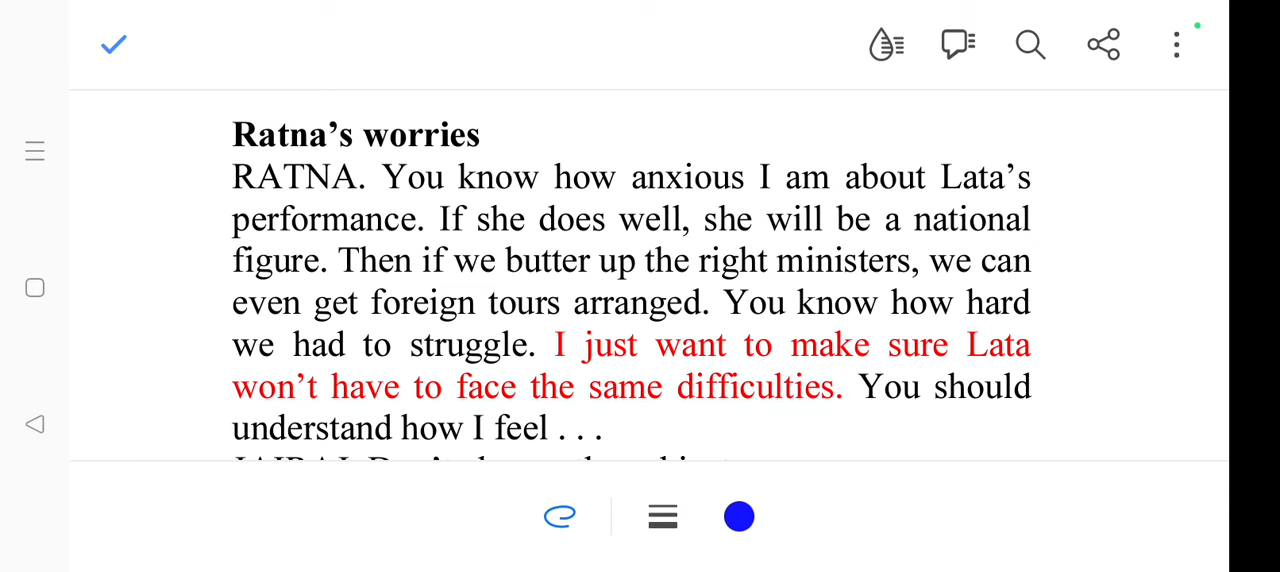 Ratna’s worries
RATNA. You know how anxious I am about Lata’s
performance. If she does well, she will be a national
figure. Then if we butter up the right ministers, we can
even get foreign tours arranged. You know how hard
we had to struggle. I just want to make sure Lata
won’t have to face the same difficulties. You should
understand how I feel . . .